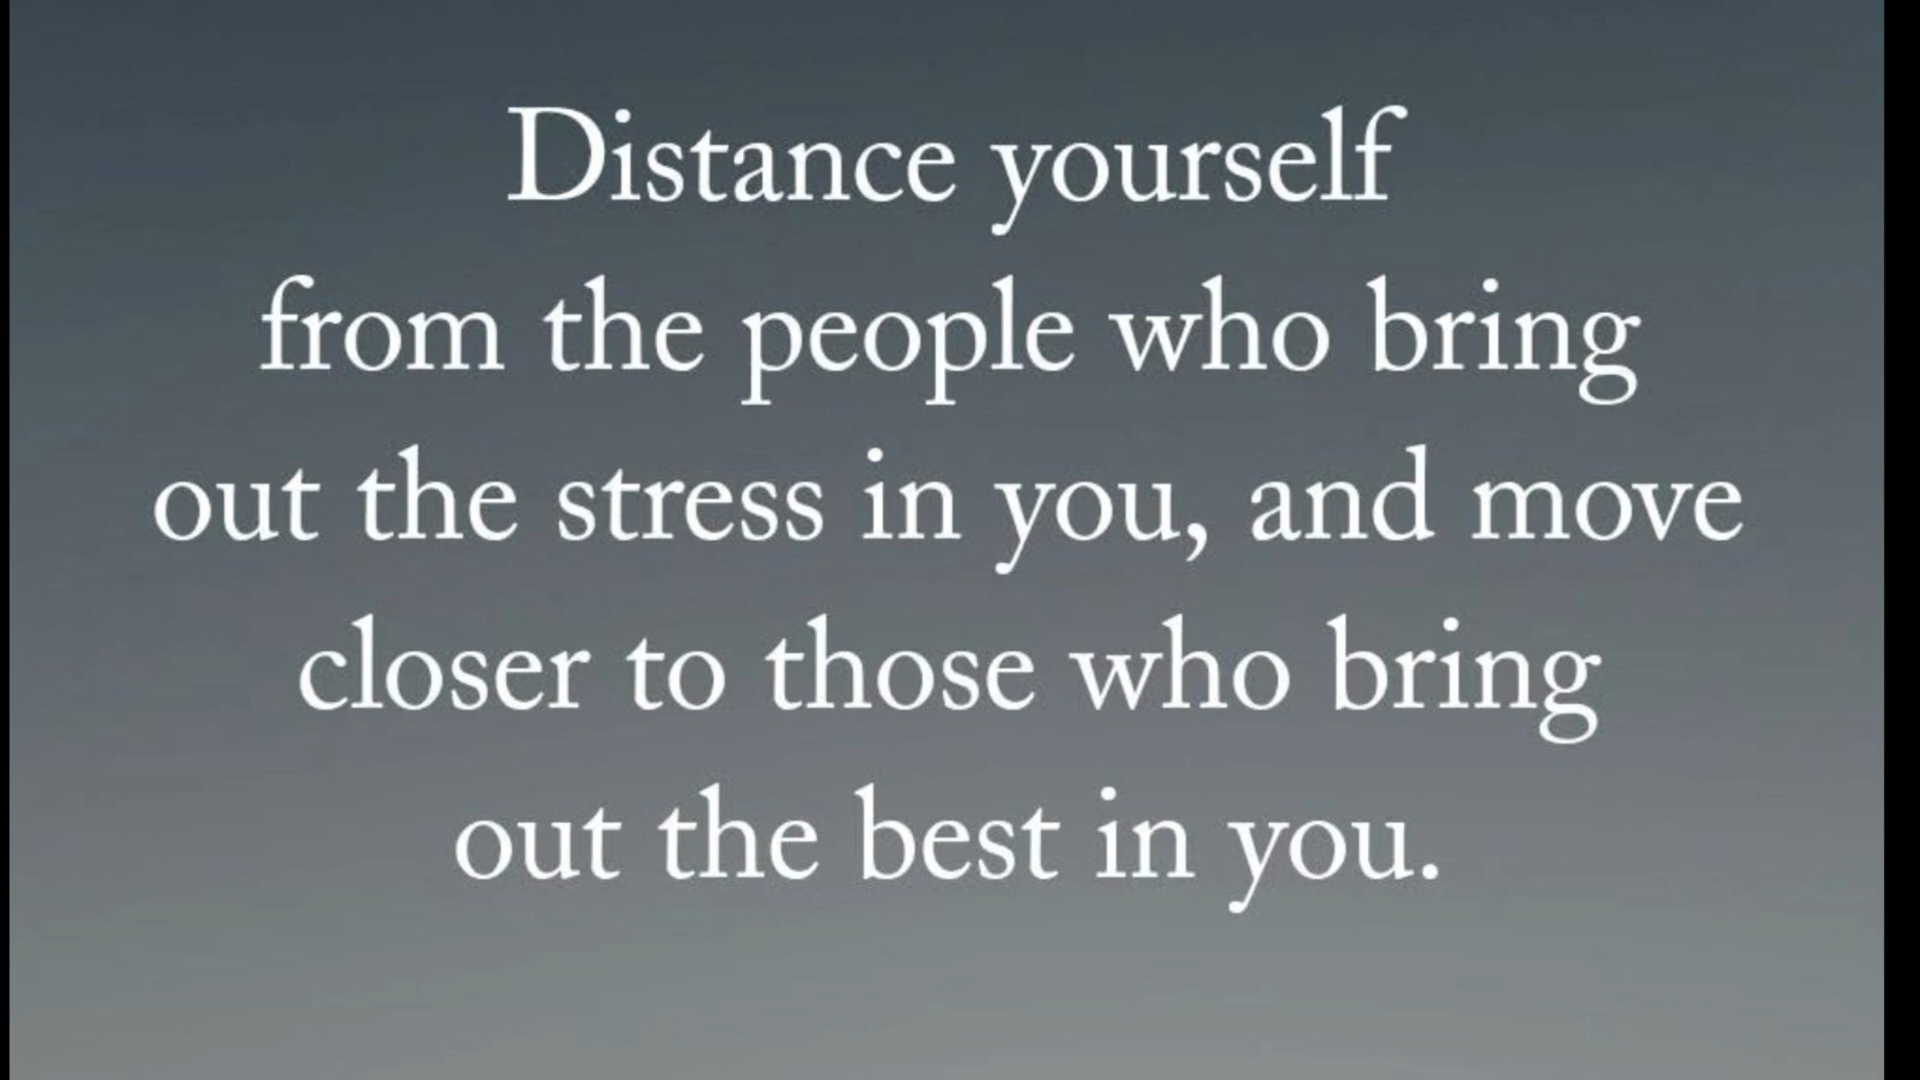 Distance yourself
from the people who bring
out the stress in you, and move
closer to those who bring
out the best in you.